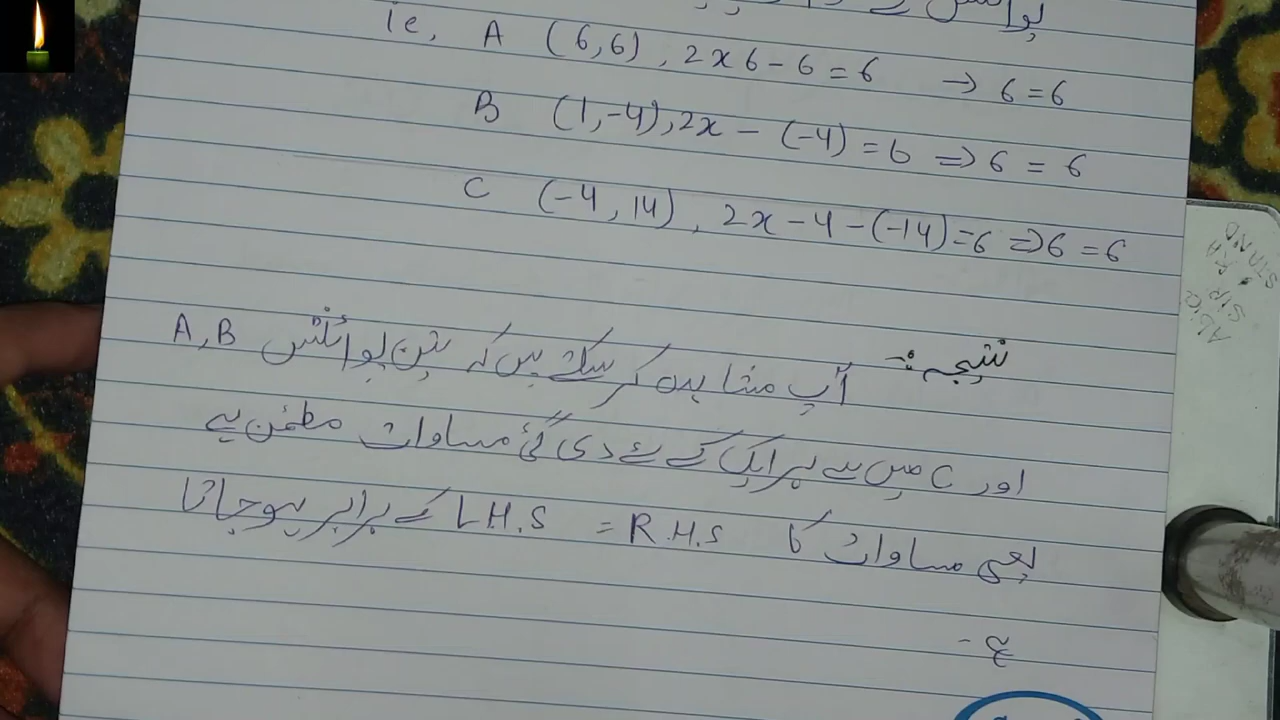 ie, A (6,6), 2x6-6=6 → 6=6
B (1,-4), 2x - (-4) = 6 ⇒ 6 = 6
C (-4, 14), 2x-4-(-14)=6 ⇒ 6 = 6
نتیجہ:- آپ مشاہدہ کر سکتے ہیں کہ تین پوائنٹس A,B
اور C میں سے ہر ایک کے لئے دی گئی مساوات مطمئن ہے
یعنی مساوات کا L.H.S = R.H.S کے برابر ہو جاتا
ہے -